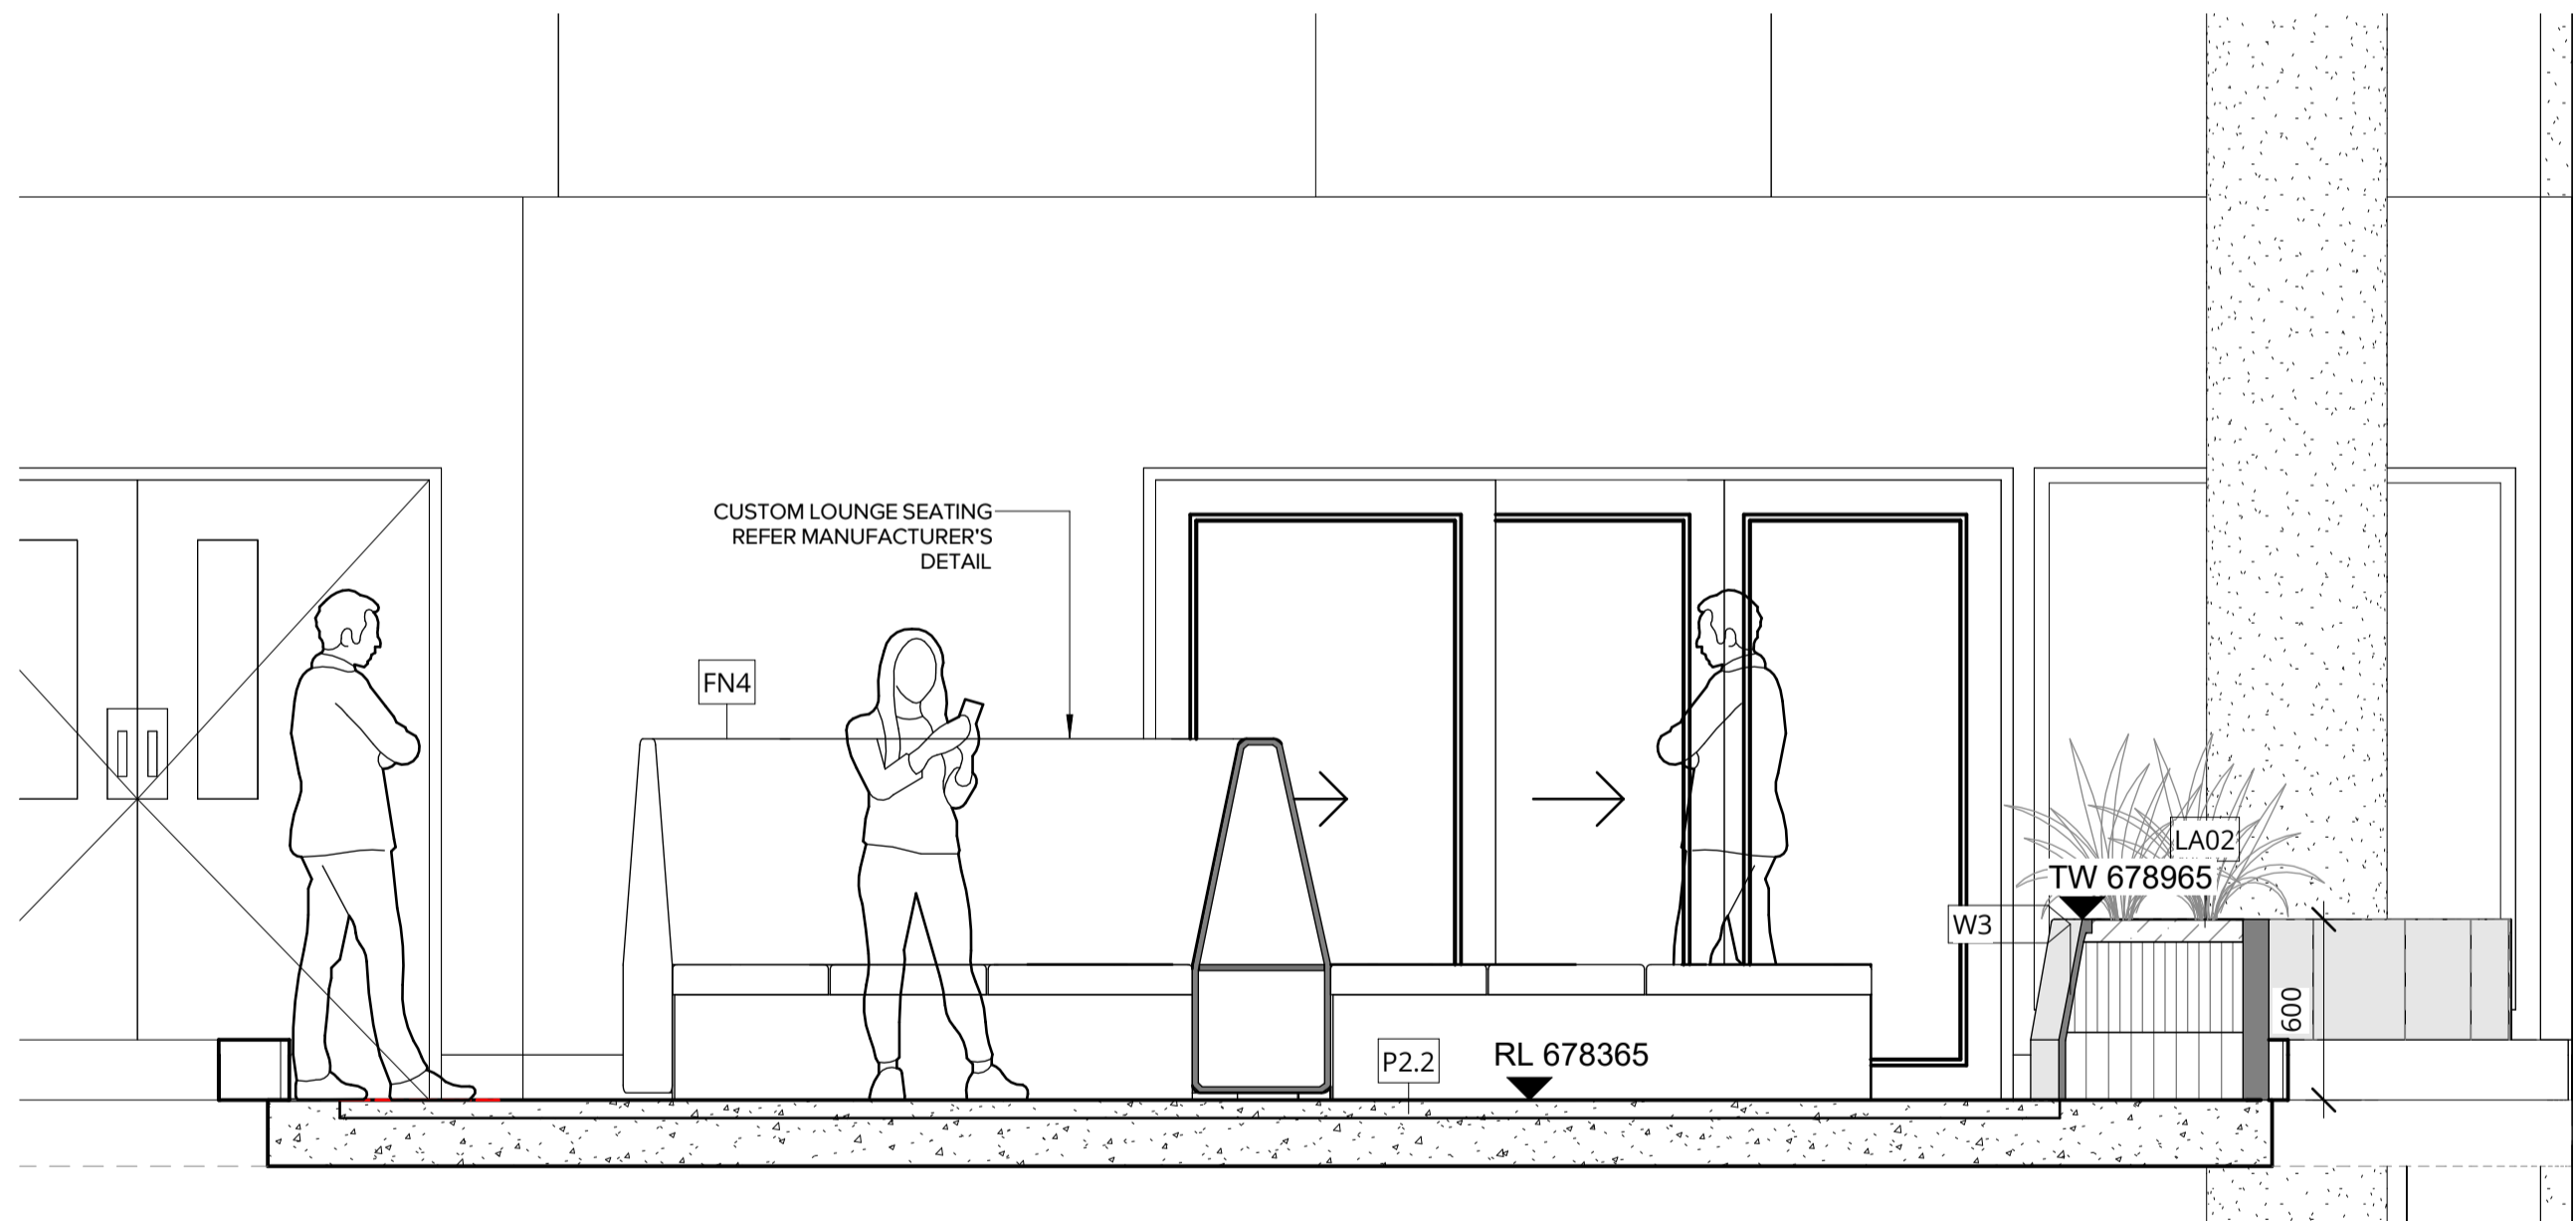 CUSTOM LOUNGE SEATING
REFER MANUFACTURER'S
DETAIL
FN4
LA02
TW 678965
W3
600
P2.2
RL 678365